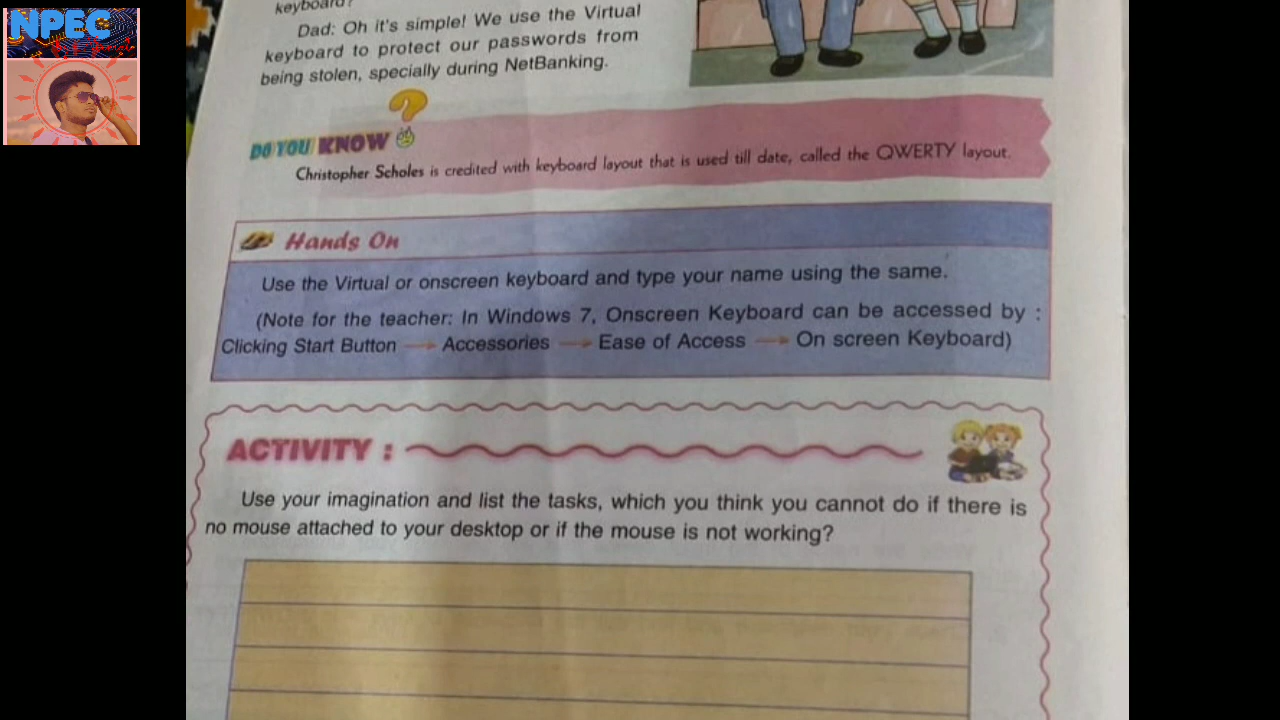 NPEC
keyboard?
Dad: Oh it's simple! We use the Virtual
keyboard to protect our passwords from
being stolen, specially during NetBanking.
DO YOU KNOW ?
Christopher Scholes is credited with keyboard layout that is used till date, called the QWERTY layout.
Hands On
Use the Virtual or onscreen keyboard and type your name using the same.
(Note for the teacher: In Windows 7, Onscreen Keyboard can be accessed by :
Clicking Start Button → Accessories → Ease of Access → On screen Keyboard)
ACTIVITY :
Use your imagination and list the tasks, which you think you cannot do if there is
no mouse attached to your desktop or if the mouse is not working?